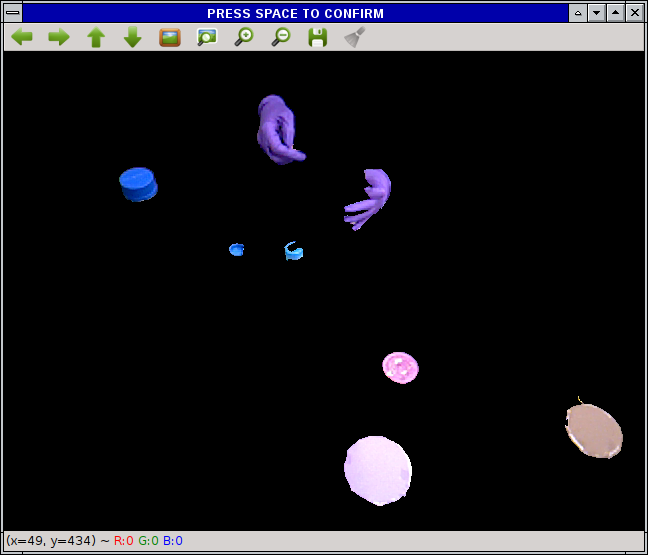 PRESS SPACE TO CONFIRM
(x=49, y=434) ~ R:0 G:0 B:0